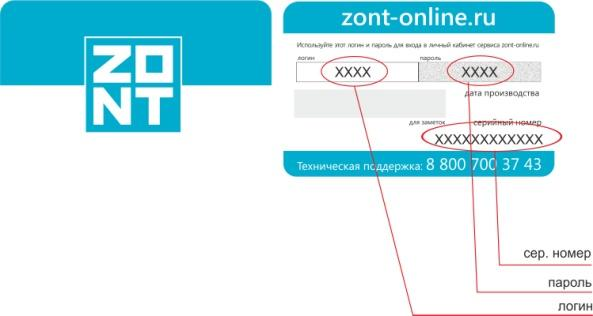 ZO
NT
zont-online.ru
Используйте этот логин и пароль для входа в личный кабинет сервиса zont-online.ru
логин
пароль
XXXX
XXXX
дата производства
для заметок
серийный номер
XXXXXXXXXXXX
Техническая поддержка: 8 800 700 37 43
сер. номер
пароль
логин